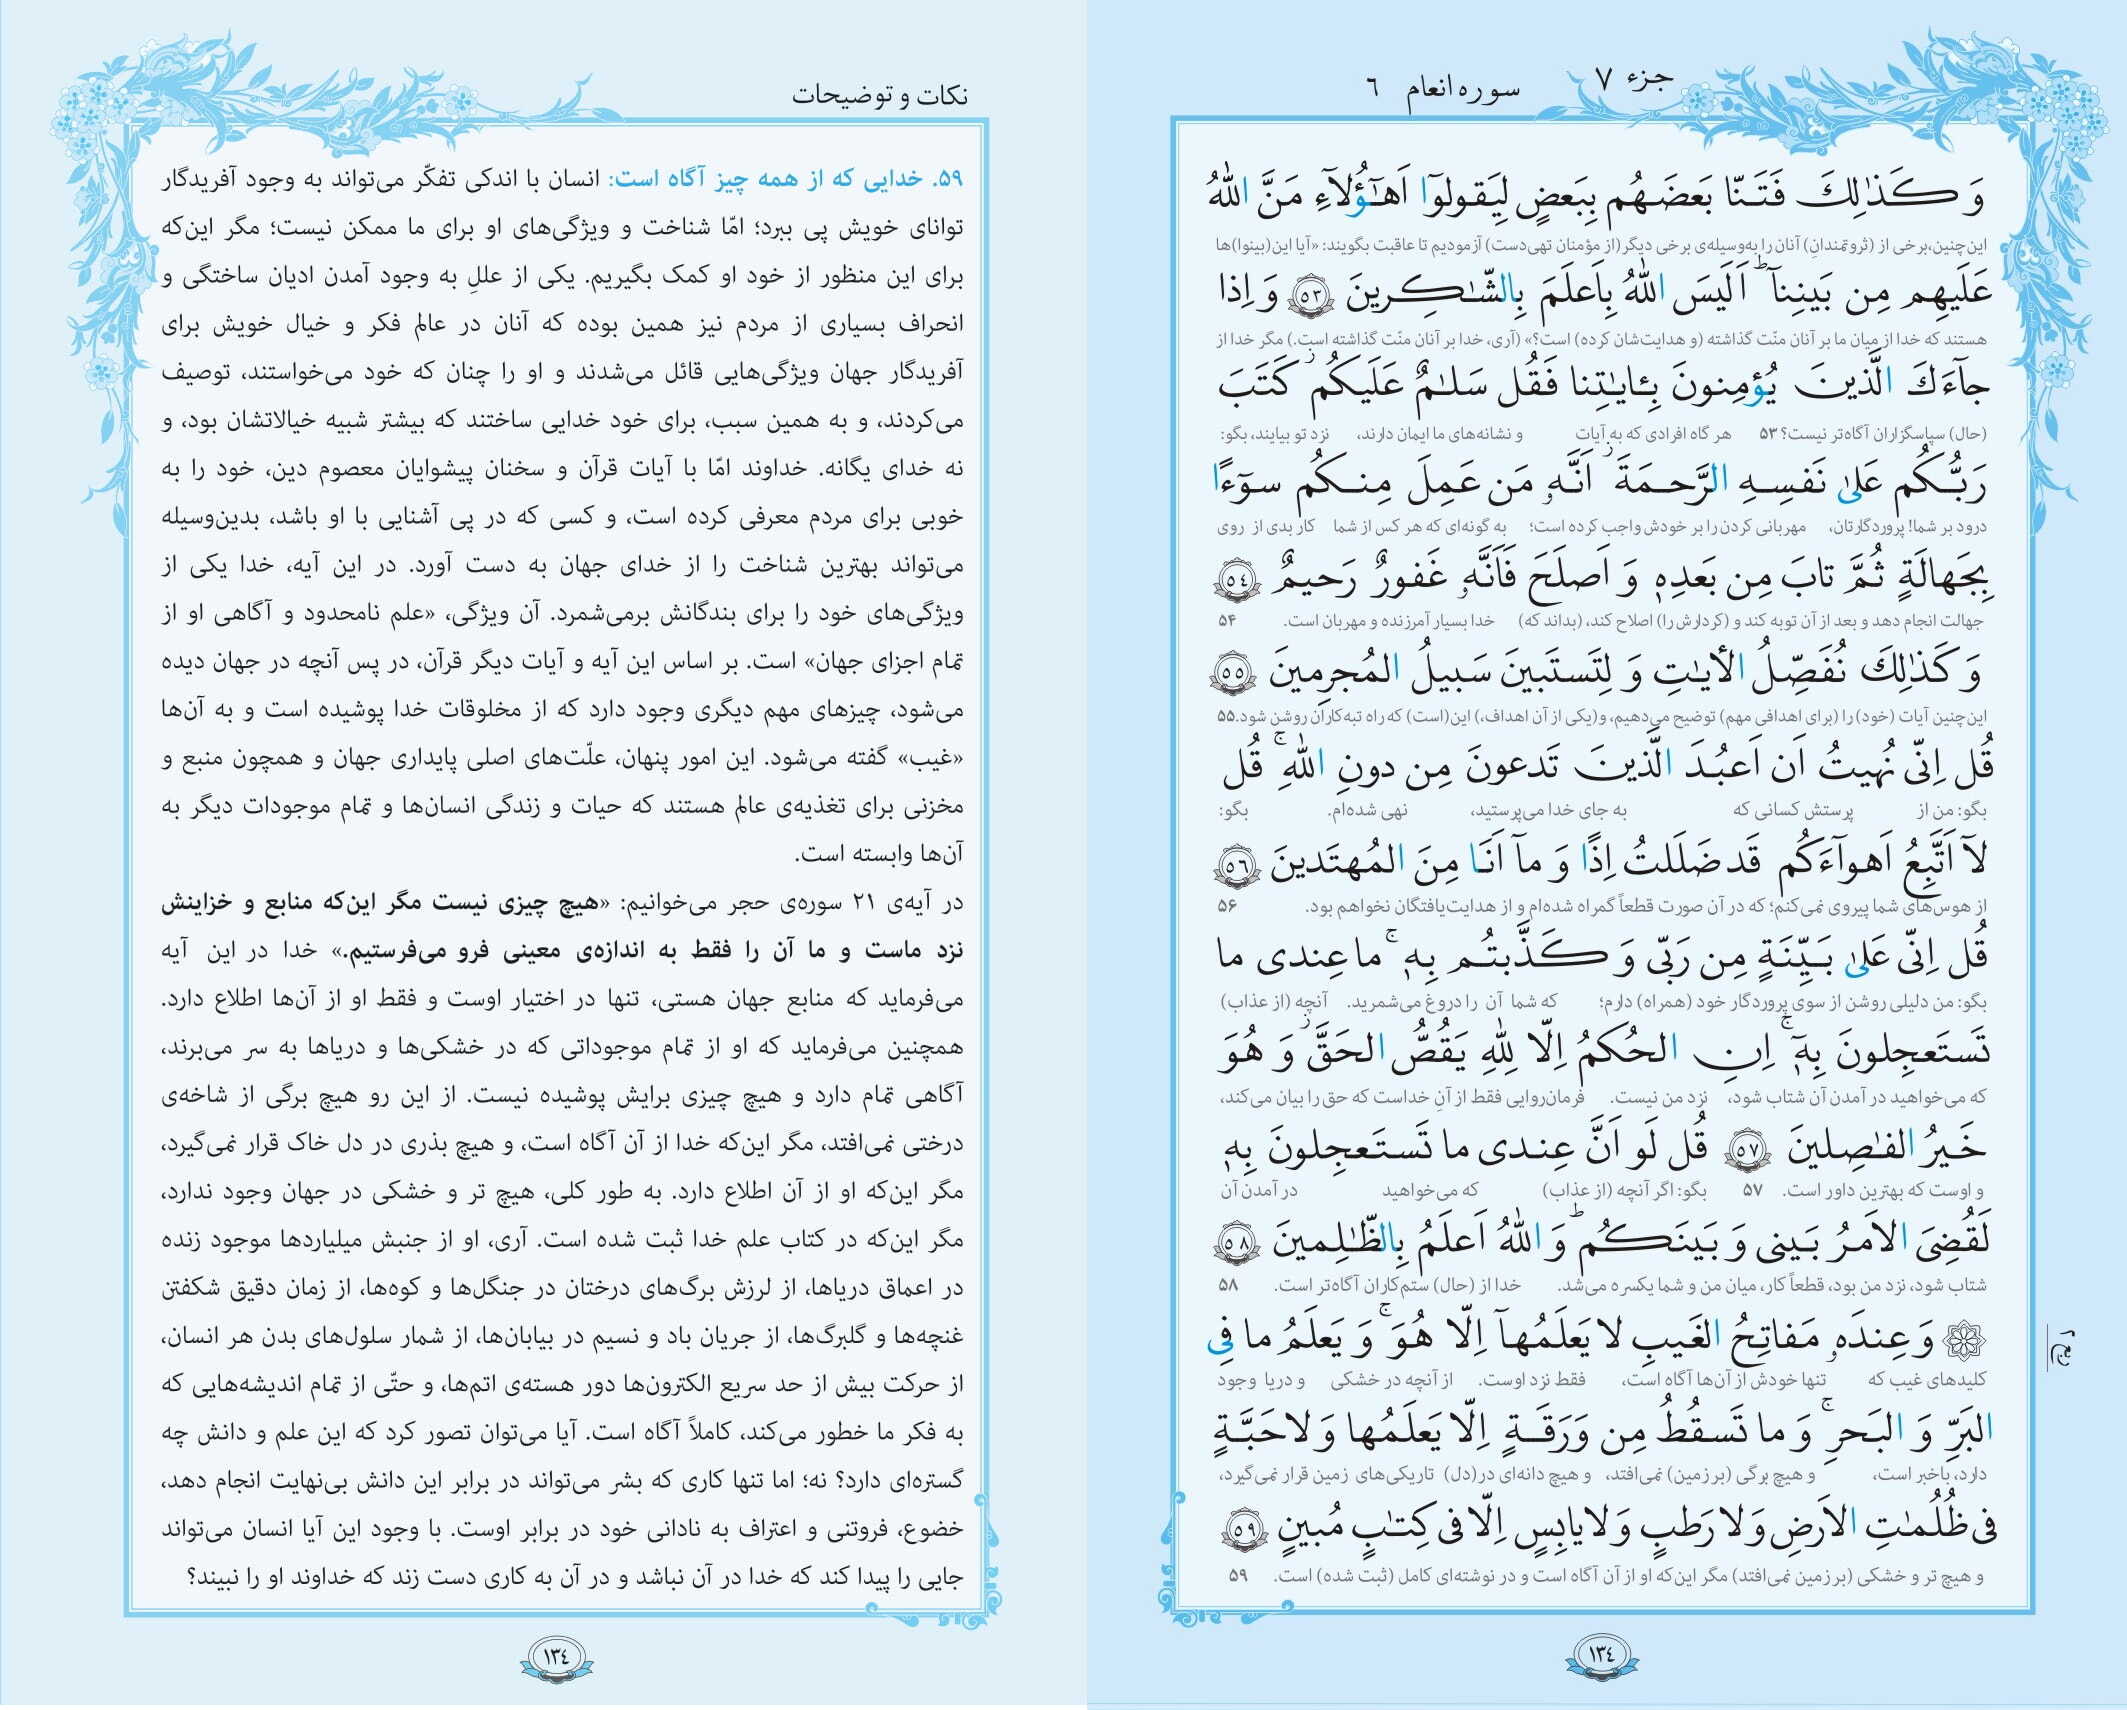 جزء ٧
سوره انعام ٦
وَ كَذٰلِكَ فَتَنّا بَعضَهُم بِبَعضٍ لِيَقولوٓا اَهٰٓؤُلآءِ مَنَّ اللّٰهُ
این‌چنین، برخی از (ثروتمندانِ) آنان را به‌وسیله‌ی برخی دیگر (از مؤمنان تهی‌دست) آزمودیم تا عاقبت بگویند: «آیا این (بینوا)ها
عَلَيهِم مِن بَينِنآ ۗ اَلَيسَ اللّٰهُ بِاَعلَمَ بِالشّٰكِرينَ ﴿٥٣﴾ وَ اِذا
هستند که خدا از میان ما بر آنان منّت گذاشته (و هدایت‌شان کرده) است؟» (آری، خدا بر آنان منّت گذاشته است.) مگر خدا از
جآءَكَ الَّذينَ يُؤمِنونَ بِـٔايٰتِنا فَقُل سَلٰمٌ عَلَيكُم ز كَتَبَ
(حال) سپاسگزاران آگاه‌تر نیست؟ ۵۳ هر گاه افرادی که به آیات و نشانه‌های ما ایمان دارند، نزد تو بیایند، بگو:
رَبُّكُم عَلىٰ نَفسِهِ الرَّحمَةَ ز اَنَّهٗ مَن عَمِلَ مِنكُم سوٓءًا
درود بر شما! پروردگارتان، مهربانی کردن را بر خودش واجب کرده است؛ به گونه‌ای که هر کس از شما کار بدی از روی
بِجَهالَةٍ ثُمَّ تابَ مِن بَعدِهٖ وَ اَصلَحَ فَاَنَّهٗ غَفورٌ رَحيمٌ ﴿٥٤﴾
جهالت انجام دهد و بعد از آن توبه کند و (کردارش را) اصلاح کند، (بداند که) خدا بسیار آمرزنده و مهربان است. ۵۴
وَ كَذٰلِكَ نُفَصِّلُ الأيٰتِ وَ لِتَستَبينَ سَبيلُ المُجرِمينَ ﴿٥٥﴾
این‌چنین آیات (خود) را (برای اهدافی مهم) توضیح می‌دهیم، و (یکی از آن اهداف،) این (است) که راه تبه‌کاران روشن شود. ۵۵
قُل اِنّى نُهيتُ اَن اَعبُدَ الَّذينَ تَدعونَ مِن دونِ اللّٰهِ ۚ قُل
بگو: من از پرستش کسانی که به جای خدا می‌پرستید، نهی شده‌ام. بگو:
لآ اَتَّبِعُ اَهوآءَكُم قَد ضَلَلتُ اِذًا وَ مآ اَنَا مِنَ المُهتَدينَ ﴿٥٦﴾
از هوس‌های شما پیروی نمی‌کنم؛ که در آن صورت قطعاً گمراه شده‌ام و از هدایت‌یافتگان نخواهم بود. ۵۶
قُل اِنّى عَلىٰ بَيِّنَةٍ مِن رَبّى وَ كَذَّبتُم بِهٖ ۚ ما عِندى ما
بگو: من دلیلی روشن از سوی پروردگار خود (همراه) دارم؛ که شما آن را دروغ می‌شمرید. آنچه (از عذاب)
تَستَعجِلونَ بِهٖٓ ۚ اِنِ الحُكمُ اِلّا لِلّٰهِ يَقُصُّ الحَقَّ ز وَ هُوَ
که می‌خواهید در آمدن آن شتاب شود، نزد من نیست. فرمان‌روایی فقط از آنِ خداست که حق را بیان می‌کند،
خَيرُ الفٰصِلينَ ﴿٥٧﴾ قُل لَو اَنَّ عِندى ما تَستَعجِلونَ بِهٖ
و اوست که بهترین داور است. ۵۷ بگو: اگر آنچه (از عذاب) که می‌خواهید در آمدن آن
لَقُضِىَ الاَمرُ بَينى وَ بَينَكُم ۗ وَ اللّٰهُ اَعلَمُ بِالظّٰلِمينَ ﴿٥٨﴾
شتاب شود، نزد من بود، قطعاً کار، میان من و شما یکسره می‌شد. خدا از (حال) ستم‌کاران آگاه‌تر است. ۵۸
وَ عِندَهٗ مَفاتِحُ الغَيبِ لا يَعلَمُهآ اِلّا هُوَ ۚ وَ يَعلَمُ ما فِى
کلیدهای غیب که تنها خودش از آن‌ها آگاه است، فقط نزد اوست. از آنچه در خشکی و دریا وجود
البَرِّ وَ البَحرِ ۚ وَ ما تَسقُطُ مِن وَرَقَةٍ اِلّا يَعلَمُها وَ لا حَبَّةٍ
دارد، باخبر است، و هیچ برگی (بر زمین) نمی‌افتد، و هیچ دانه‌ای در (دل) تاریکی‌های زمین قرار نمی‌گیرد،
فى ظُلُمٰتِ الاَرضِ وَ لا رَطبٍ وَ لا يابِسٍ اِلّا فى كِتٰبٍ مُبينٍ ﴿٥٩﴾
و هیچ تر و خشکی (بر زمین نمی‌افتد) مگر این‌که او از آن آگاه است و در نوشته‌ای کامل (ثبت شده) است. ۵۹
١٣٤
نکات و توضیحات
۵۹. خدایی که از همه چیز آگاه است: انسان با اندکی تفکّر می‌تواند به وجود آفریدگار
توانای خویش پی ببرد؛ امّا شناخت و ویژگی‌های او برای ما ممکن نیست؛ مگر این‌که
برای این منظور از خود او کمک بگیریم. یکی از عللِ به وجود آمدن ادیان ساختگی و
انحراف بسیاری از مردم نیز همین بوده که آنان در عالم فکر و خیال خویش برای
آفریدگار جهان ویژگی‌هایی قائل می‌شدند و او را چنان که خود می‌خواستند، توصیف
می‌کردند، و به همین سبب، برای خود خدایی ساختند که بیشتر شبیه خیالاتشان بود، و
نه خدای یگانه. خداوند امّا با آیات قرآن و سخنان پیشوایان معصوم دین، خود را به
خوبی برای مردم معرفی کرده است، و کسی که در پی آشنایی با او باشد، بدین‌وسیله
می‌تواند بهترین شناخت را از خدای جهان به دست آورد. در این آیه، خدا یکی از
ویژگی‌های خود را برای بندگانش برمی‌شمرد. آن ویژگی، «علم نامحدود و آگاهی او از
تمام اجزای جهان» است. بر اساس این آیه و آیات دیگر قرآن، در پس آنچه در جهان دیده
می‌شود، چیزهای مهم دیگری وجود دارد که از مخلوقات خدا پوشیده است و به آن‌ها
«غیب» گفته می‌شود. این امور پنهان، علّت‌های اصلی پایداری جهان و همچون منبع و
مخزنی برای تغذیه‌ی عالم هستند که حیات و زندگی انسان‌ها و تمام موجودات دیگر به
آن‌ها وابسته است.
در آیه‌ی ۲۱ سوره‌ی حجر می‌خوانیم: «هیچ چیزی نیست مگر این‌که منابع و خزاینش
نزد ماست و ما آن را فقط به اندازه‌ی معینی فرو می‌فرستیم.» خدا در این آیه
می‌فرماید که منابع جهان هستی، تنها در اختیار اوست و فقط او از آن‌ها اطلاع دارد.
همچنین می‌فرماید که او از تمام موجوداتی که در خشکی‌ها و دریاها به سر می‌برند،
آگاهی تمام دارد و هیچ چیزی برایش پوشیده نیست. از این رو هیچ برگی از شاخه‌ی
درختی نمی‌افتد، مگر این‌که خدا از آن آگاه است، و هیچ بذری در دل خاک قرار نمی‌گیرد،
مگر این‌که او از آن اطلاع دارد. به طور کلی، هیچ تر و خشکی در جهان وجود ندارد،
مگر این‌که در کتاب علم خدا ثبت شده است. آری، او از جنبش میلیاردها موجود زنده
در اعماق دریاها، از لرزش برگ‌های درختان در جنگل‌ها و کوه‌ها، از زمان دقیق شکفتن
غنچه‌ها و گلبرگ‌ها، از جریان باد و نسیم در بیابان‌ها، از شمار سلول‌های بدن هر انسان،
از حرکت بیش از حد سریع الکترون‌ها دور هسته‌ی اتم‌ها، و حتّی از تمام اندیشه‌هایی که
به فکر ما خطور می‌کند، کاملاً آگاه است. آیا می‌توان تصور کرد که این علم و دانش چه
گستره‌ای دارد؟ نه؛ اما تنها کاری که بشر می‌تواند در برابر این دانش بی‌نهایت انجام دهد،
خضوع، فروتنی و اعتراف به نادانی خود در برابر اوست. با وجود این آیا انسان می‌تواند
جایی را پیدا کند که خدا در آن نباشد و در آن به کاری دست زند که خداوند او را نبیند؟
١٣٤